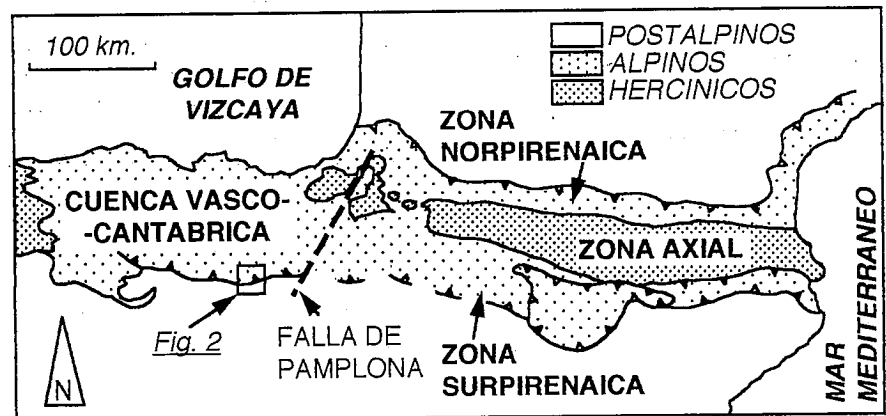 100 km.
POSTALPINOS
ALPINOS
HERCINICOS
GOLFO DE
VIZCAYA
ZONA
NORPIRENAICA
CUENCA VASCO-
-CANTABRICA
ZONA AXIAL
Fig. 2
FALLA DE
PAMPLONA
ZONA
SURPIRENAICA
MAR
MEDITERRANEO
N